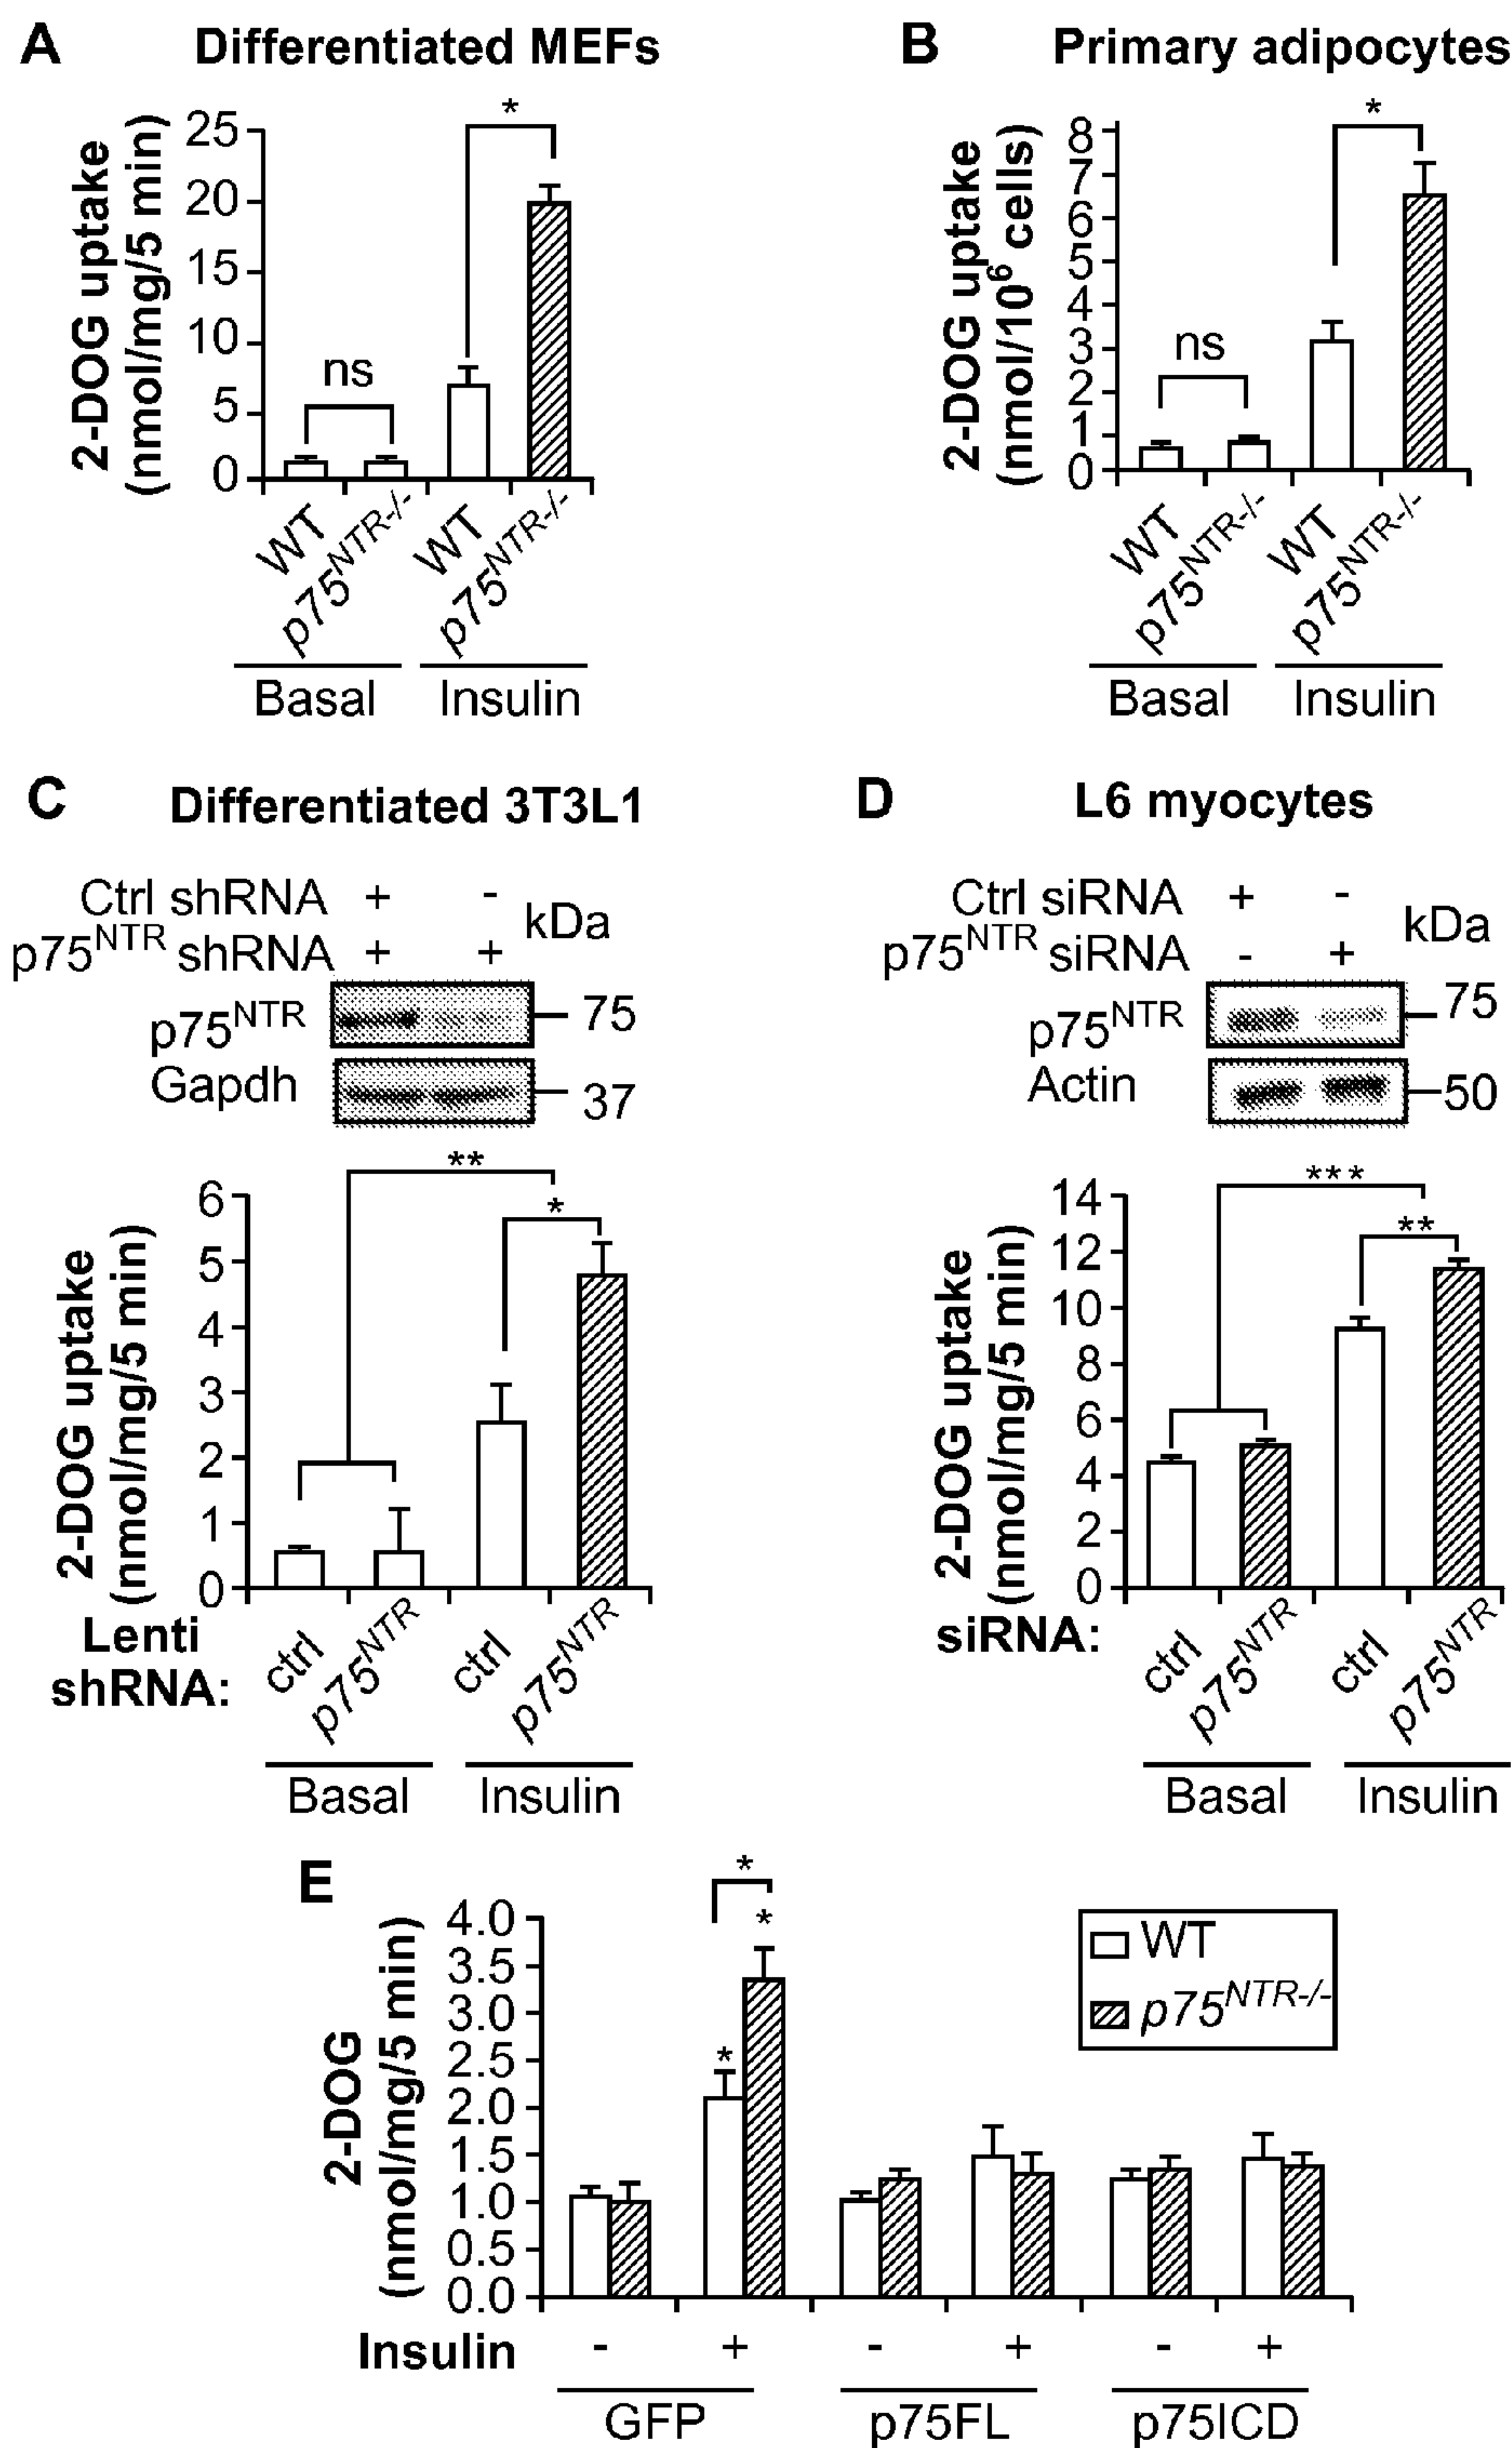 A Differentiated MEFs
2-DOG uptake
(nmol/mg/5 min)
25
20
15
10
5
0
*
ns
WT
p75NTR-/-
WT
p75NTR-/-
Basal
Insulin
B Primary adipocytes
2-DOG uptake
(nmol/10⁶ cells)
8
7
6
5
4
3
2
1
0
*
ns
WT
p75NTR-/-
WT
p75NTR-/-
Basal
Insulin
C Differentiated 3T3L1
Ctrl shRNA + -
kDa
p75NTR shRNA + +
p75NTR 75
Gapdh 37
**
*
2-DOG uptake
(nmol/mg/5 min)
6
5
4
3
2
1
0
Lenti
shRNA:
ctrl
p75NTR
ctrl
p75NTR
Basal
Insulin
D L6 myocytes
Ctrl siRNA + -
kDa
p75NTR siRNA - +
p75NTR 75
Actin 50
***
**
2-DOG uptake
(nmol/mg/5 min)
14
12
10
8
6
4
2
0
siRNA:
ctrl
p75NTR
ctrl
p75NTR
Basal
Insulin
E
2-DOG
(nmol/mg/5 min)
4.0
3.5
3.0
2.5
2.0
1.5
1.0
0.5
0.0
*
*
*
WT
p75NTR-/-
Insulin - + - + - +
GFP p75FL p75ICD